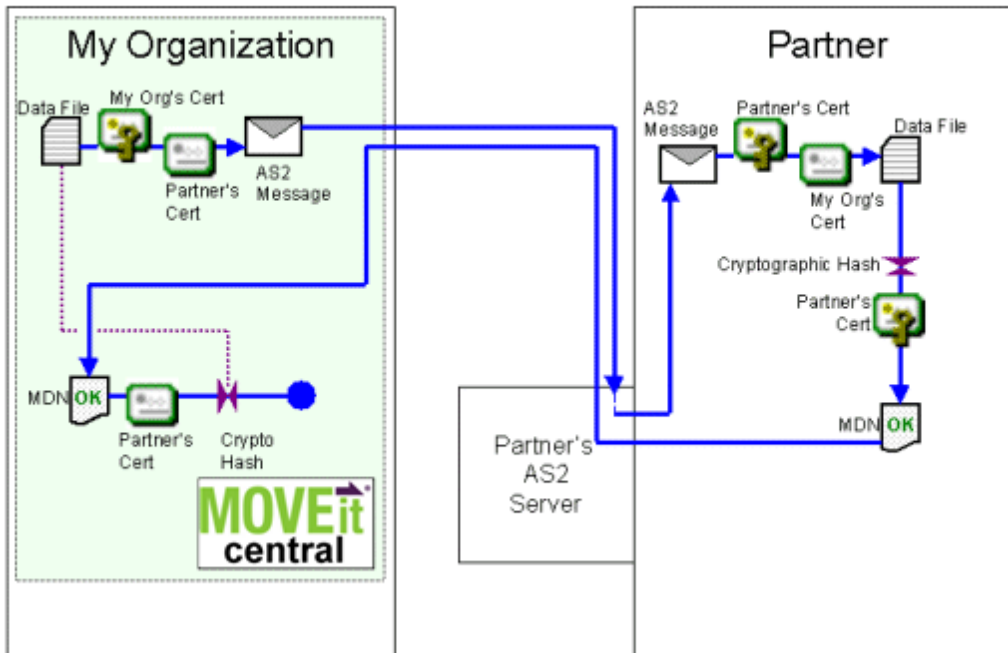 My Organization
Data File
My Org's Cert
Partner's
Cert
AS2
Message
MDN
OK
Partner's
Cert
Crypto
Hash
MOVEit
central
Partner's
AS2
Server
Partner
AS2
Message
Partner's Cert
Data File
My Org's
Cert
Cryptographic Hash
Partner's
Cert
MDN
OK